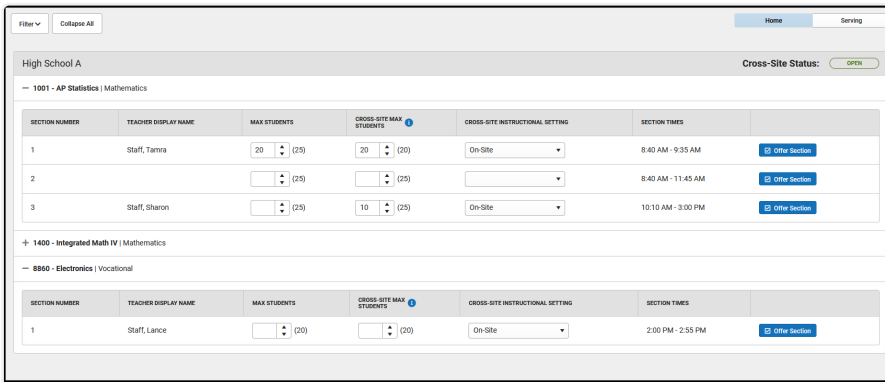 Filter Collapse All Home Serving
High School A Cross-Site Status: OPEN
1001 - AP Statistics | Mathematics
SECTION NUMBER TEACHER DISPLAY NAME MAX STUDENTS CROSS-SITE MAX STUDENTS i CROSS-SITE INSTRUCTIONAL SETTING SECTION TIMES
1 Staff, Tamra 20 (25) 20 (20) On-Site 8:40 AM - 9:35 AM Offer Section
2 (25) (25) 8:40 AM - 11:45 AM Offer Section
3 Staff, Sharon (25) 10 (25) On-Site 10:10 AM - 3:00 PM Offer Section
1400 - Integrated Math IV | Mathematics
8860 - Electronics | Vocational
SECTION NUMBER TEACHER DISPLAY NAME MAX STUDENTS CROSS-SITE MAX STUDENTS i CROSS-SITE INSTRUCTIONAL SETTING SECTION TIMES
1 Staff, Lance (20) (20) On-Site 2:00 PM - 2:55 PM Offer Section